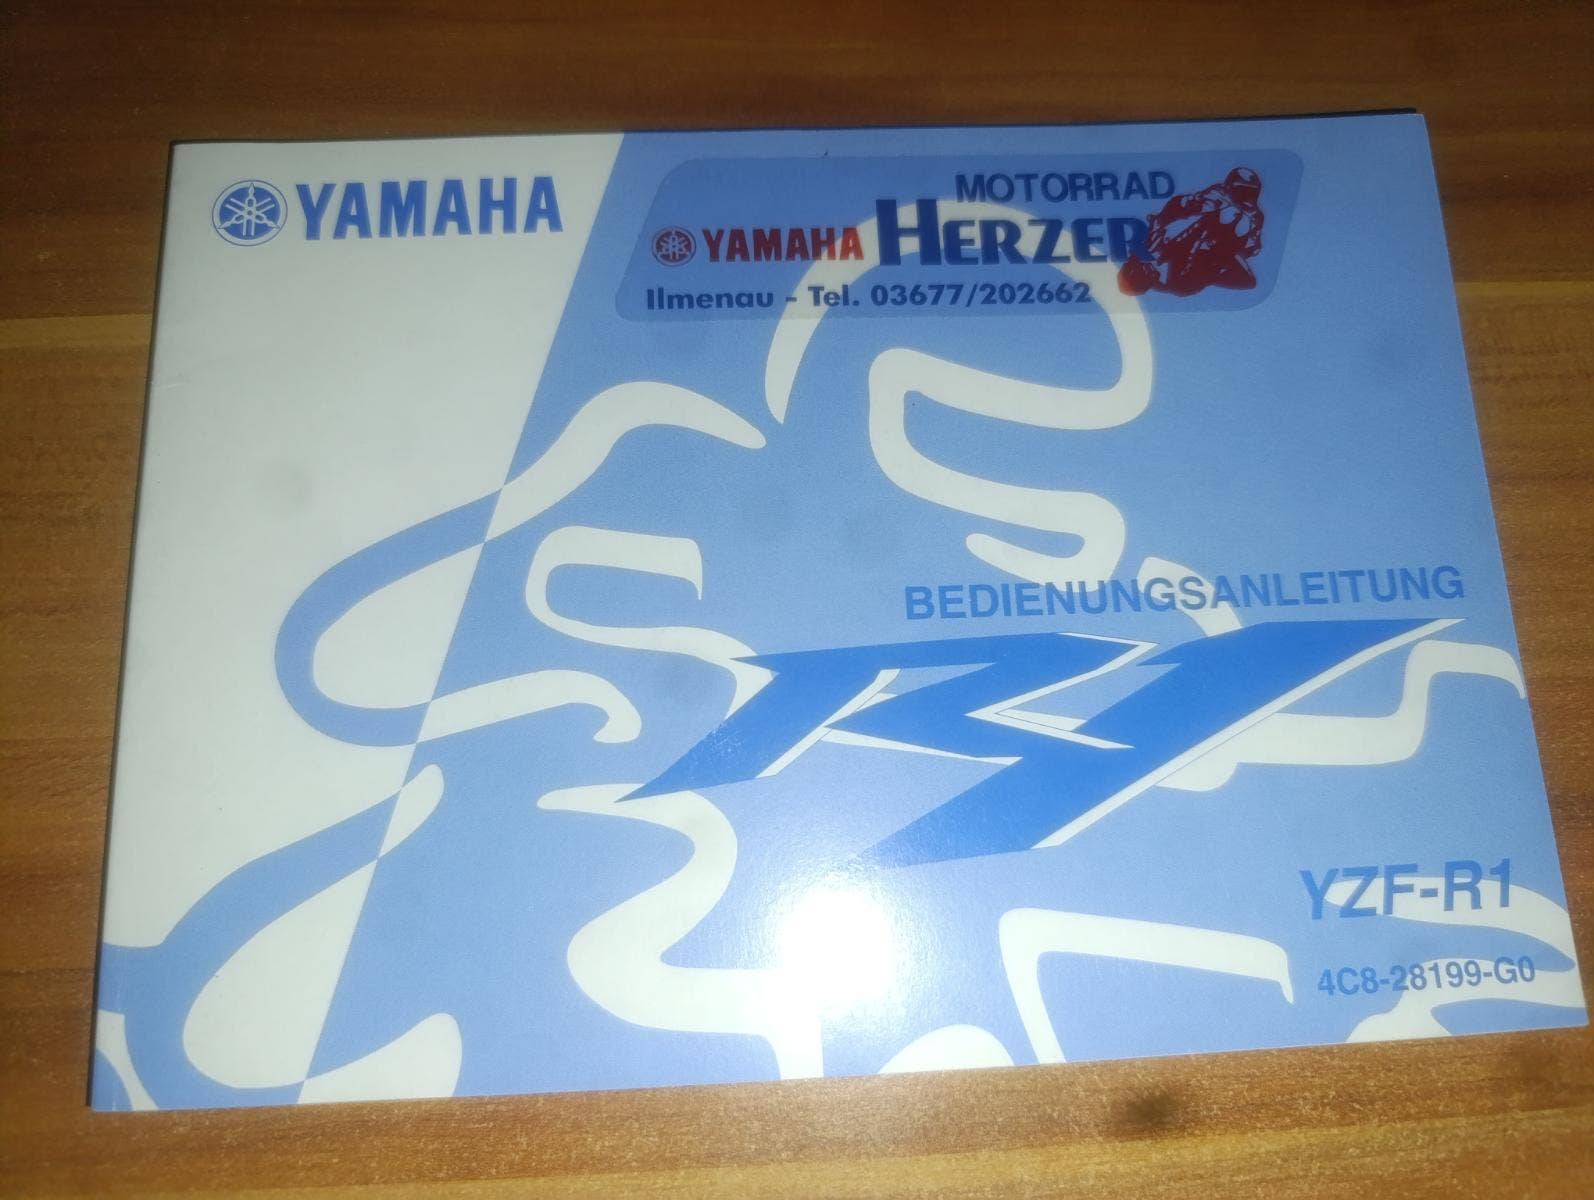 YAMAHA
MOTORRAD
YAMAHA HERZER
Ilmenau - Tel. 03677/202662
BEDIENUNGSANLEITUNG
R1
YZF-R1
4C8-28199-G0